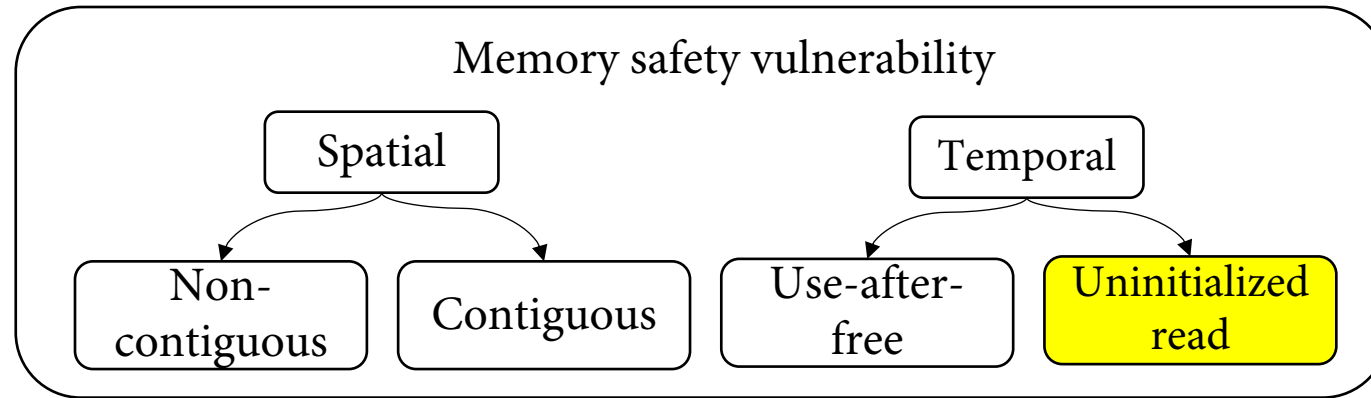 Memory safety vulnerability
Spatial
Temporal
Non-
contiguous
Contiguous
Use-after-
free
Uninitialized
read